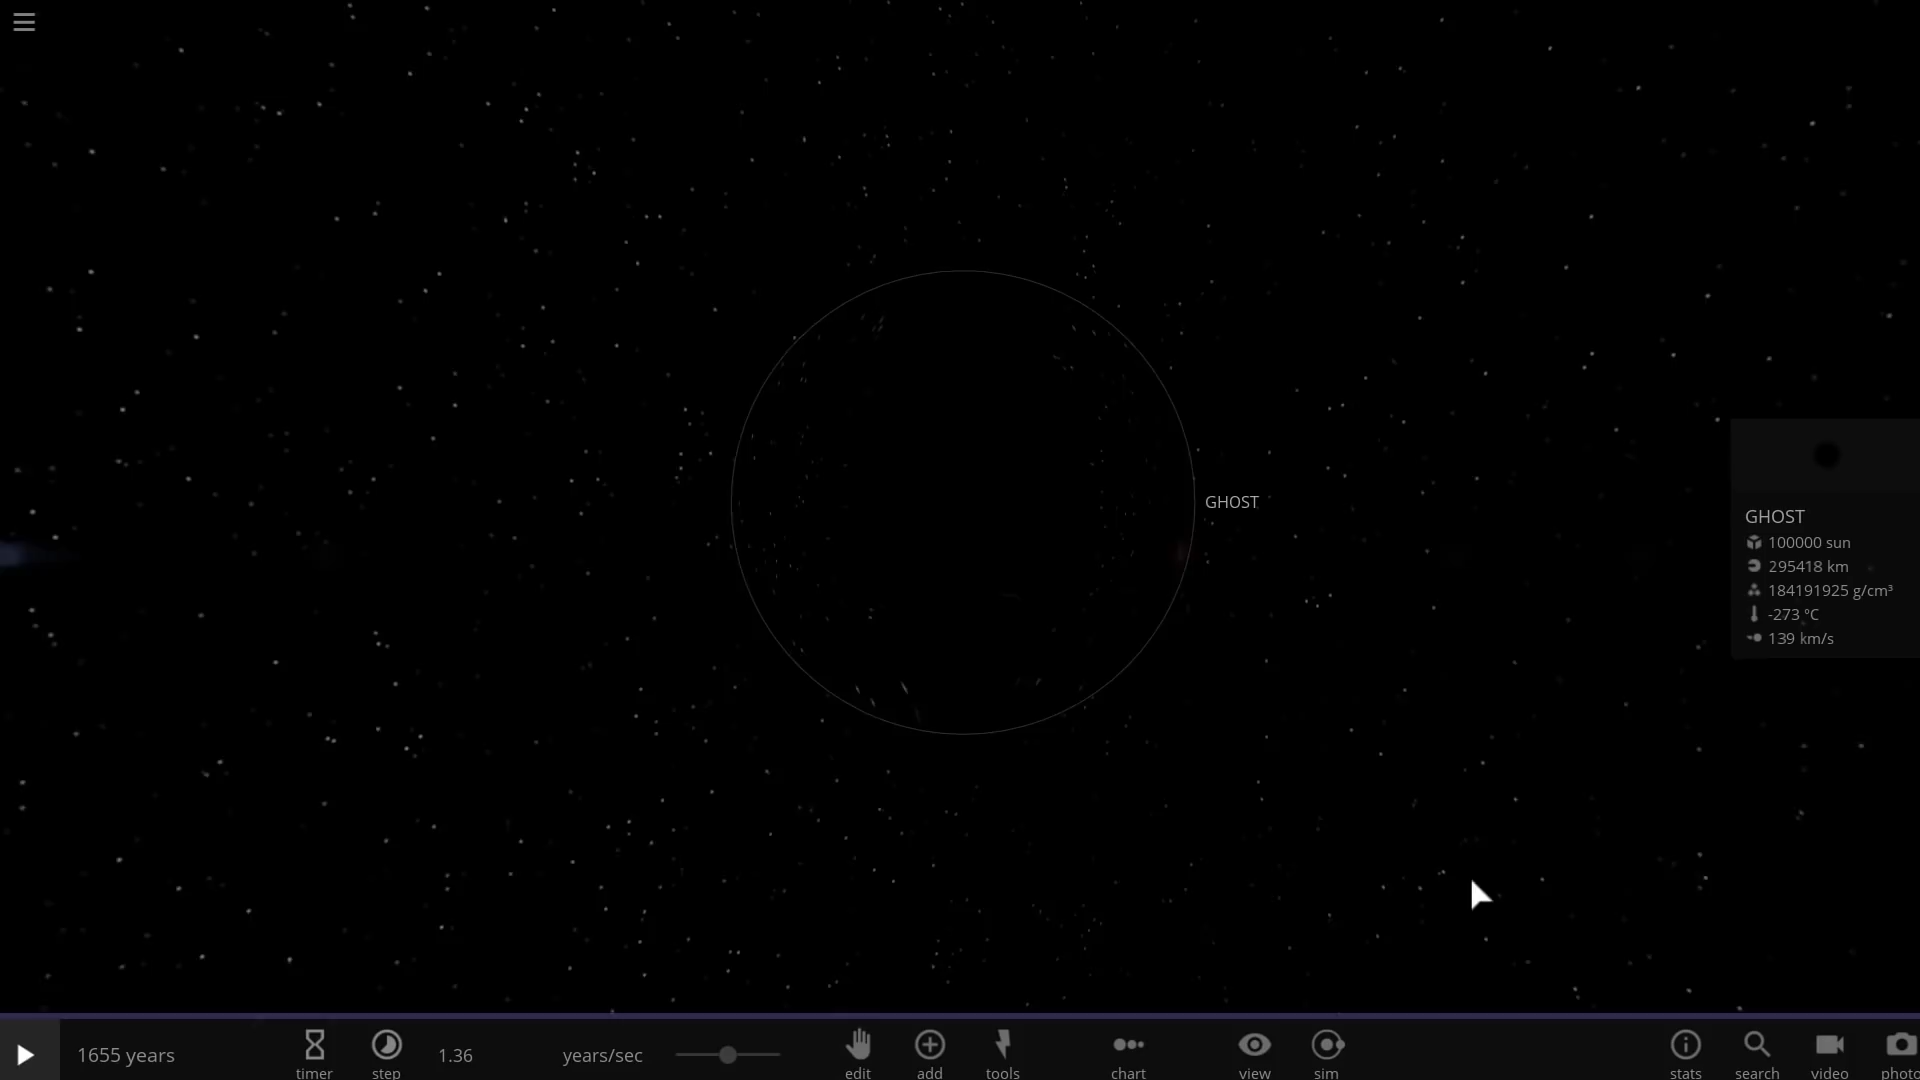 GHOST
GHOST
100000 sun
295418 km
184191925 g/cm³
-273 °C
139 km/s
1655 years
timer
step
1.36
years/sec
edit
add
tools
chart
view
sim
stats
search
video
photo